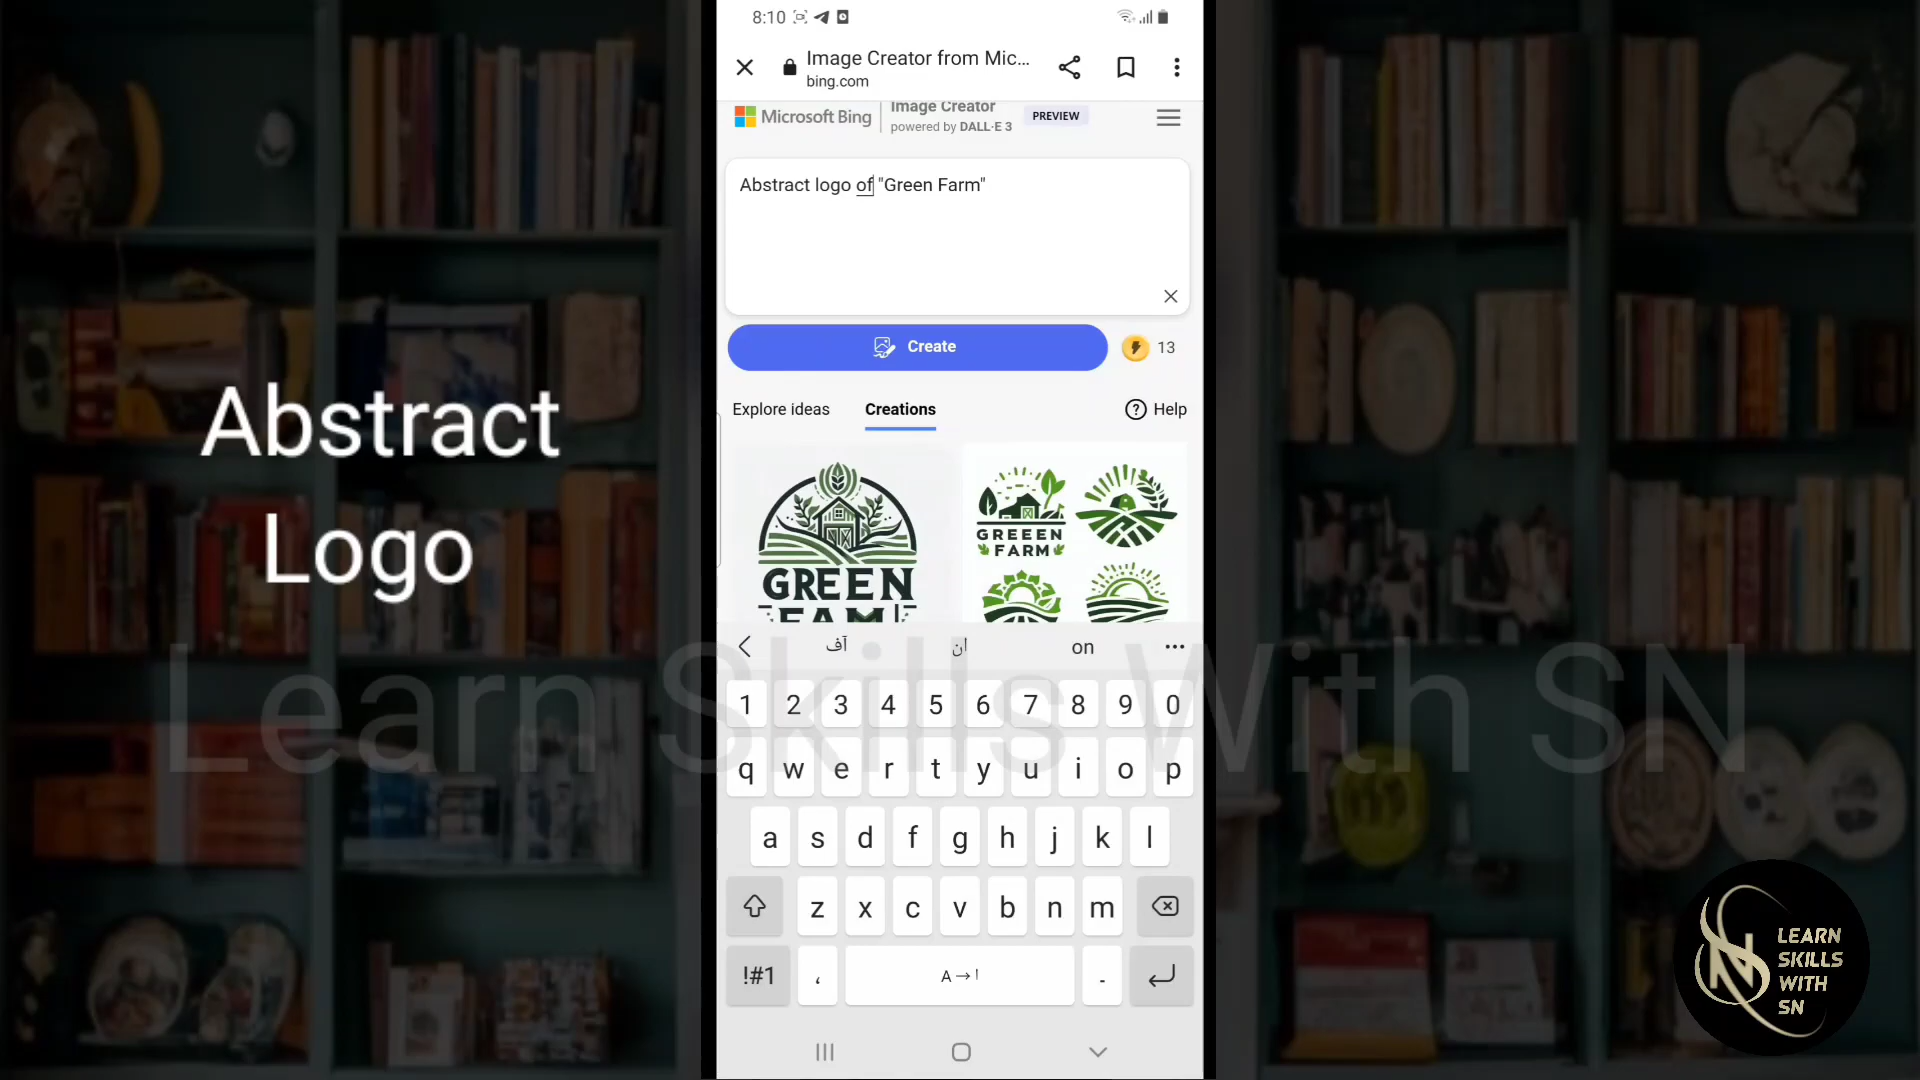 8:10
Image Creator from Mic...
bing.com
Microsoft Bing
Image Creator
powered by DALL·E 3
PREVIEW
Abstract logo of "Green Farm"
Create
13
Explore ideas
Creations
Help
GREEN
GREEEN
FARM
Abstract
Logo
آف
ان
on
Learn Skills With SN
1 2 3 4 5 6 7 8 9 0
q w e r t y u i o p
a s d f g h j k l
z x c v b n m
!#1
،
A→ا
-
LEARN
SKILLS
WITH
SN